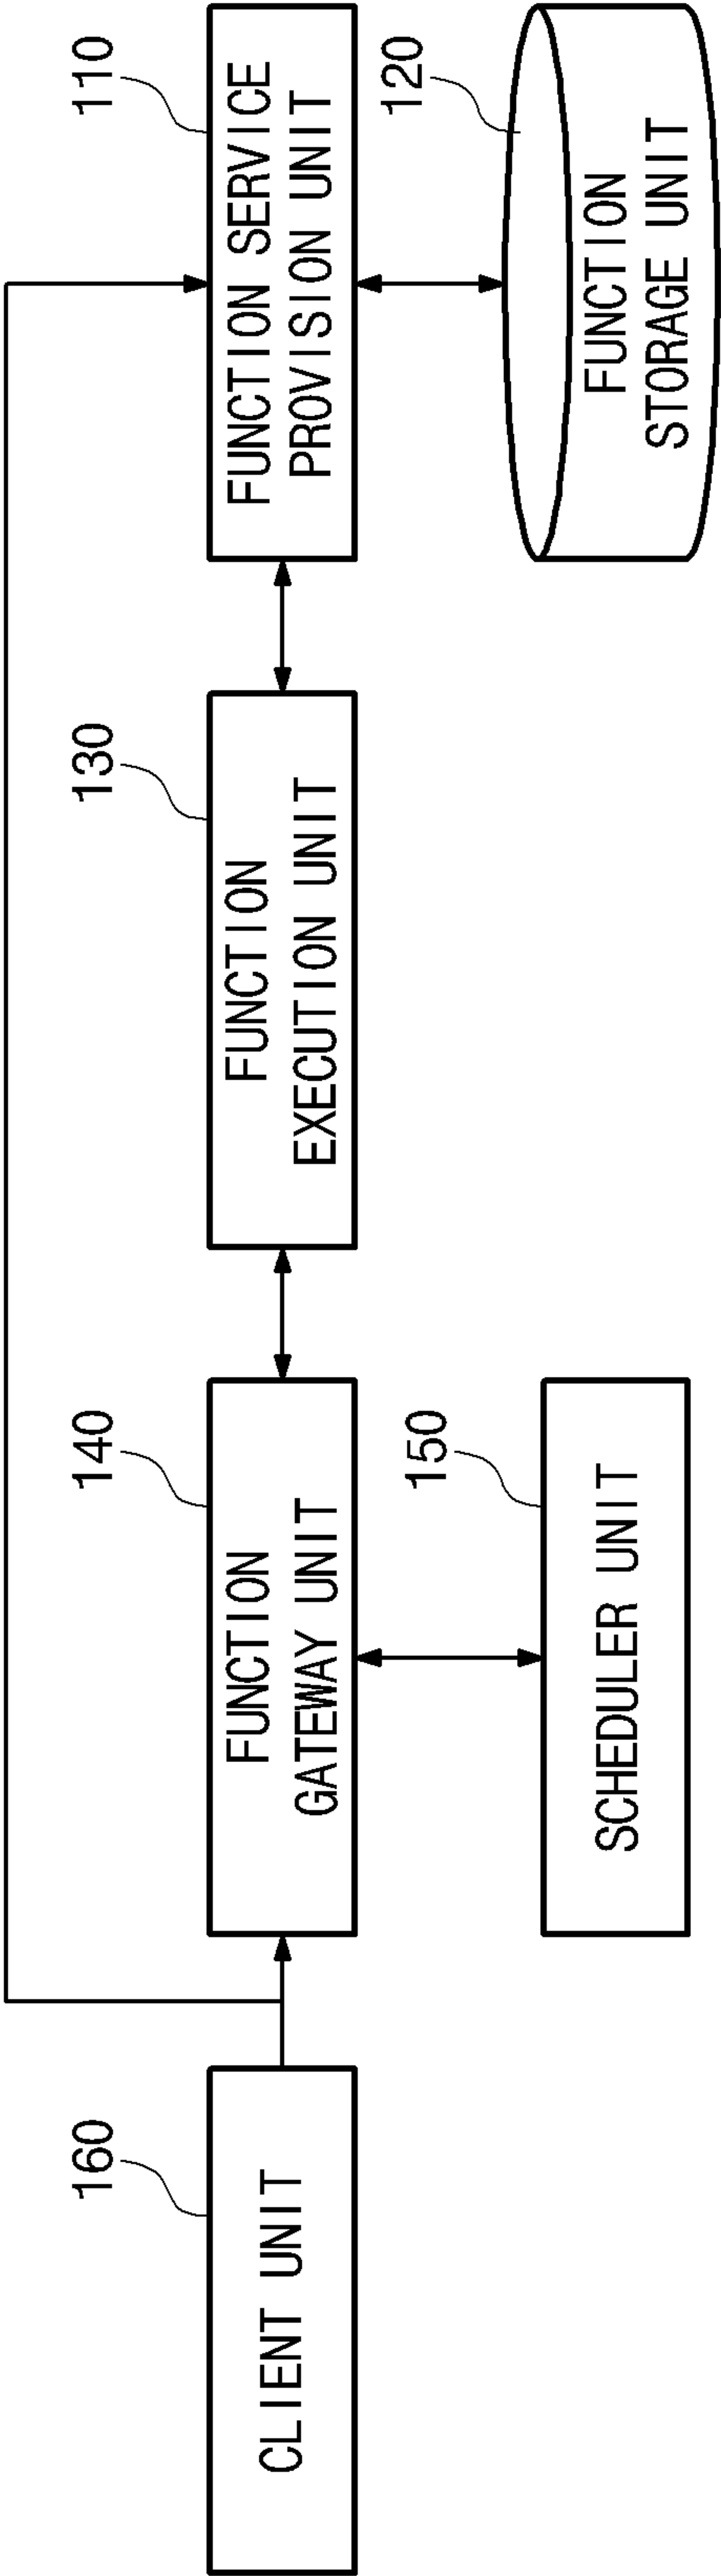 160
CLIENT UNIT
140
FUNCTION
GATEWAY UNIT
150
SCHEDULER UNIT
130
FUNCTION
EXECUTION UNIT
110
FUNCTION SERVICE
PROVISION UNIT
120
FUNCTION
STORAGE UNIT